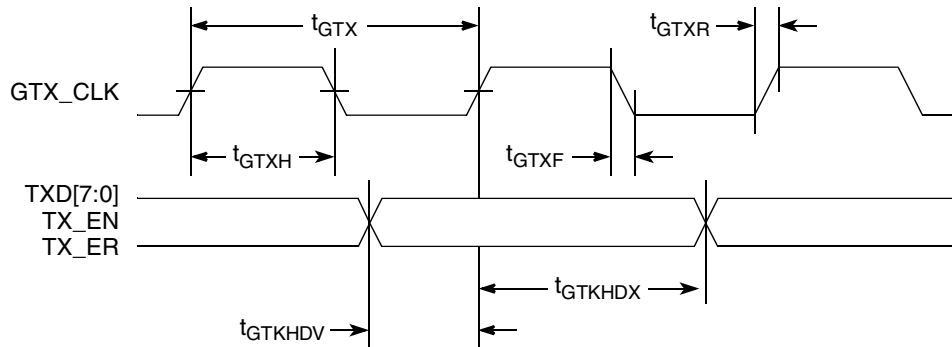 tGTX
tGTXR
GTX_CLK
tGTXH
tGTXF
TXD[7:0]
TX_EN
TX_ER
tGTKHDX
tGTKHDV